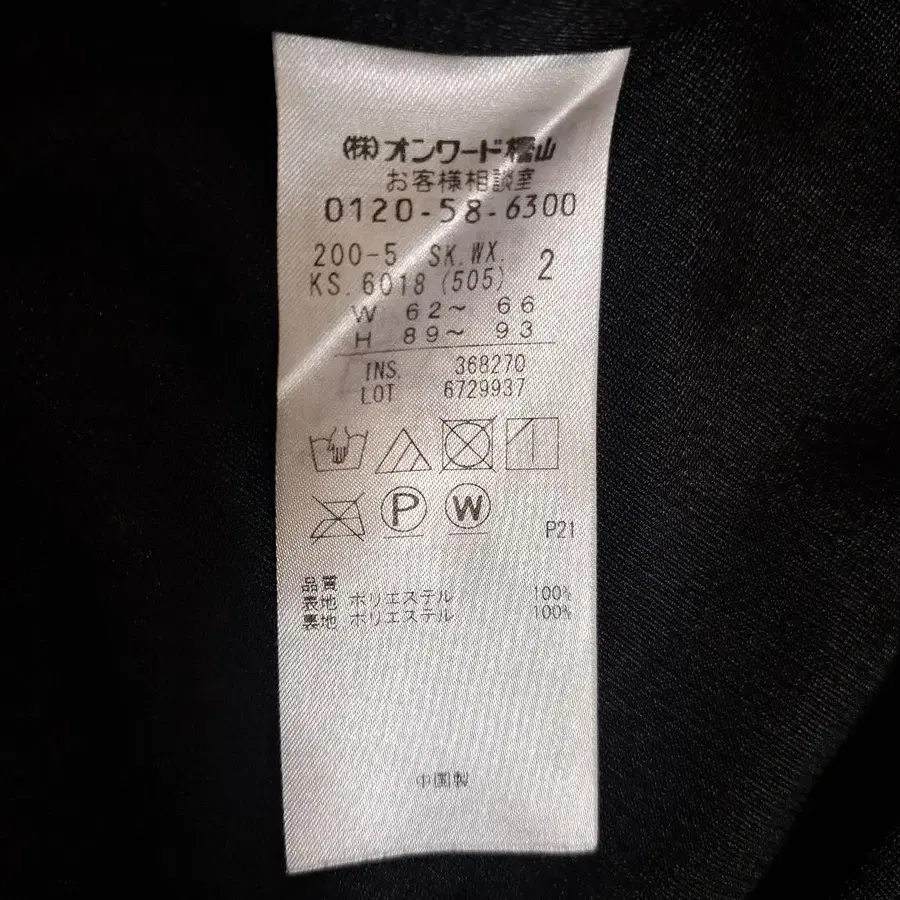 (株)オンワード樫山
お客様相談室
0120-58-6300
200-5 SK.WX. 2
KS.6018(505)
W 62～ 66
H 89～ 93
INS. 368270
LOT 6729937
P W
P21
品質
表地 ポリエステル 100%
裏地 ポリエステル 100%
中国製